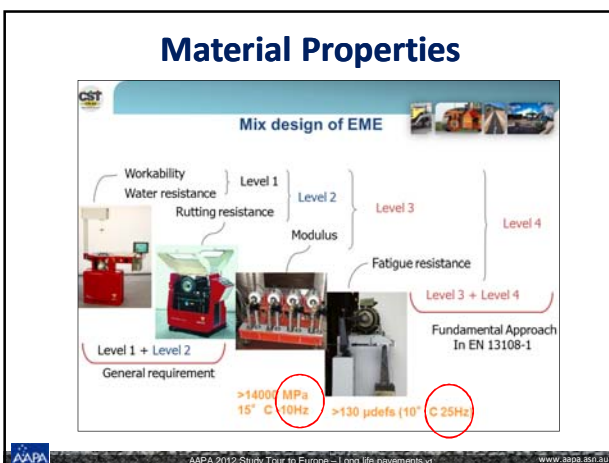 Material Properties
CST
Mix design of EME
Workability
Water resistance
Level 1
Rutting resistance
Level 2
Modulus
Level 3
Fatigue resistance
Level 4
Level 1 + Level 2
General requirement
Level 3 + Level 4
Fundamental Approach
In EN 13108-1
>14000 MPa
15° C 10Hz
>130 µdefs (10° C 25Hz)
AAPA
AAPA 2012 Study Tour to Europe – Long life pavements
www.aapa.asn.au